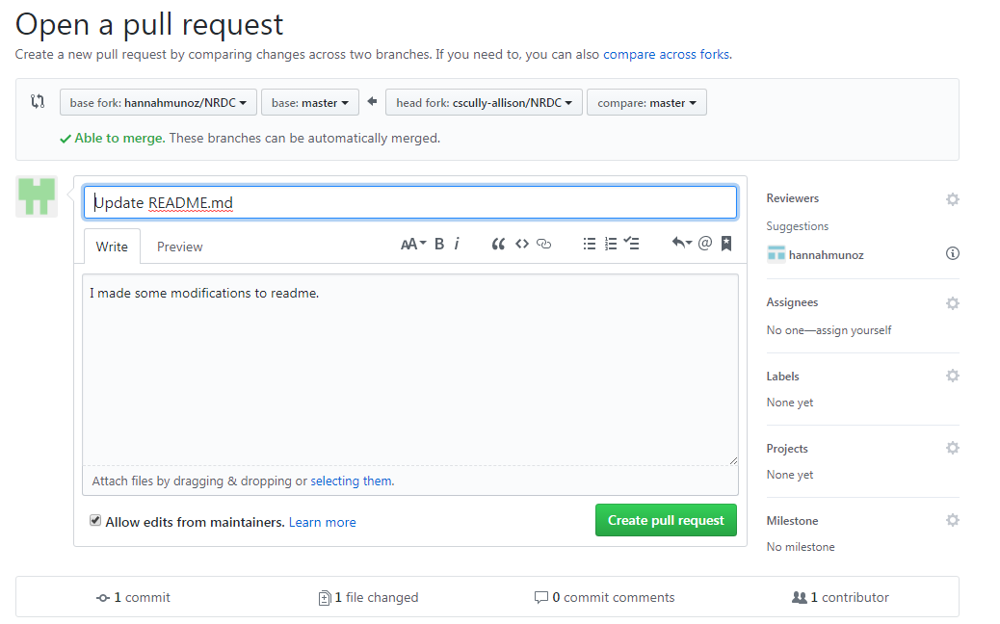 Open a pull request
Create a new pull request by comparing changes across two branches. If you need to, you can also compare across forks.
base fork: hannahmunoz/NRDC base: master head fork: cscully-allison/NRDC compare: master
Able to merge. These branches can be automatically merged.
Update README.md
Write Preview AA B i
I made some modifications to readme.
Attach files by dragging & dropping or selecting them.
Allow edits from maintainers. Learn more Create pull request
Reviewers
Suggestions
hannahmunoz
Assignees
No one—assign yourself
Labels
None yet
Projects
None yet
Milestone
No milestone
1 commit 1 file changed 0 commit comments 1 contributor